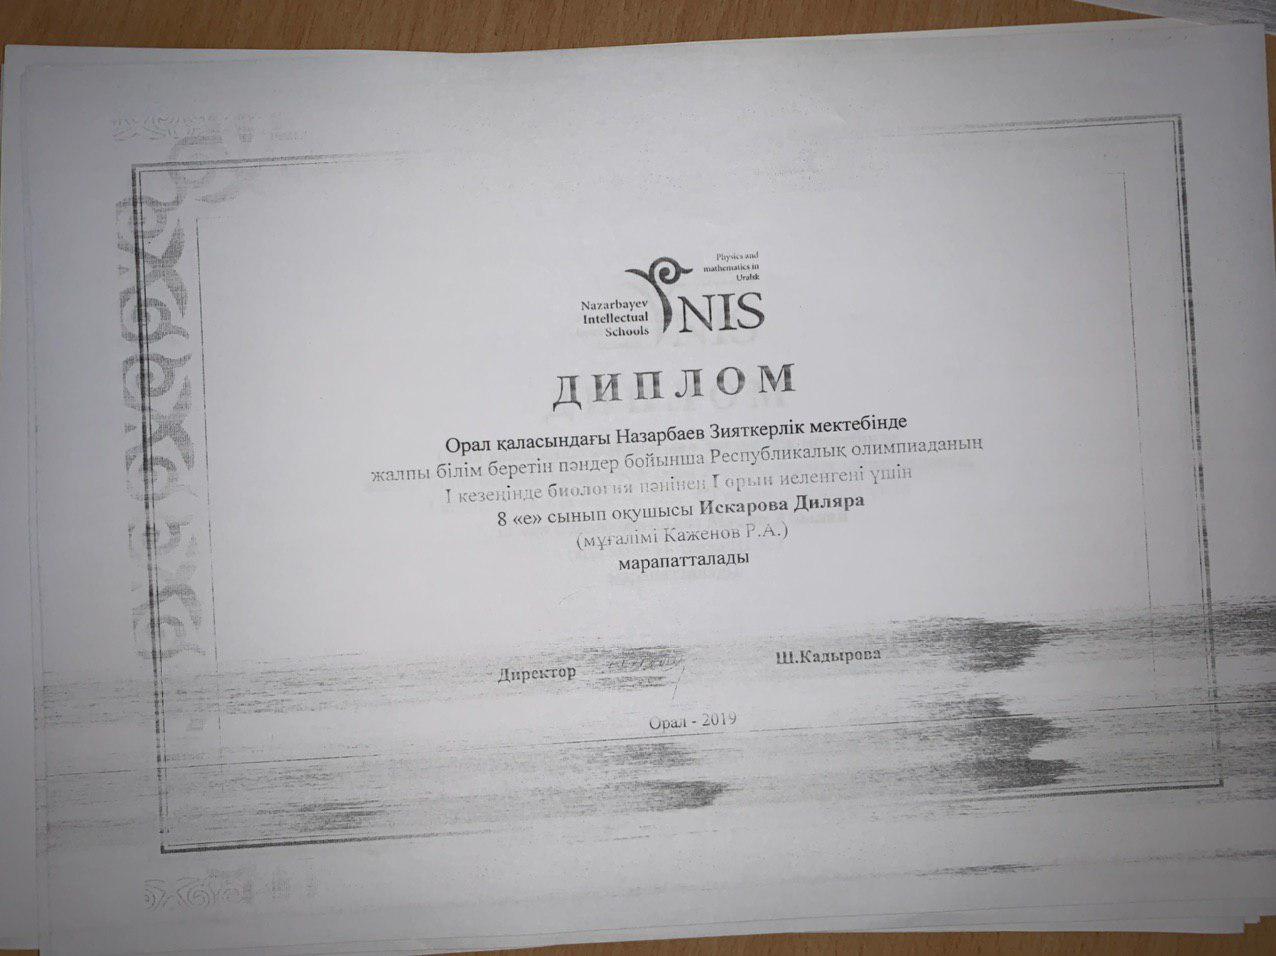 Physics and
mathematics in
Uralsk
Nazarbayev
Intellectual
Schools
NIS
ДИПЛОМ
Орал қаласындағы Назарбаев Зияткерлік мектебінде
жалпы білім беретін пәндер бойынша Республикалық олимпиаданың
І кезеңінде биология пәнінен І орын иеленгені үшін
8 «е» сынып оқушысы Искарова Диляра
(мұғалімі Каженов Р.А.)
марапатталады
Директор Ш.Кадырова
Орал - 2019